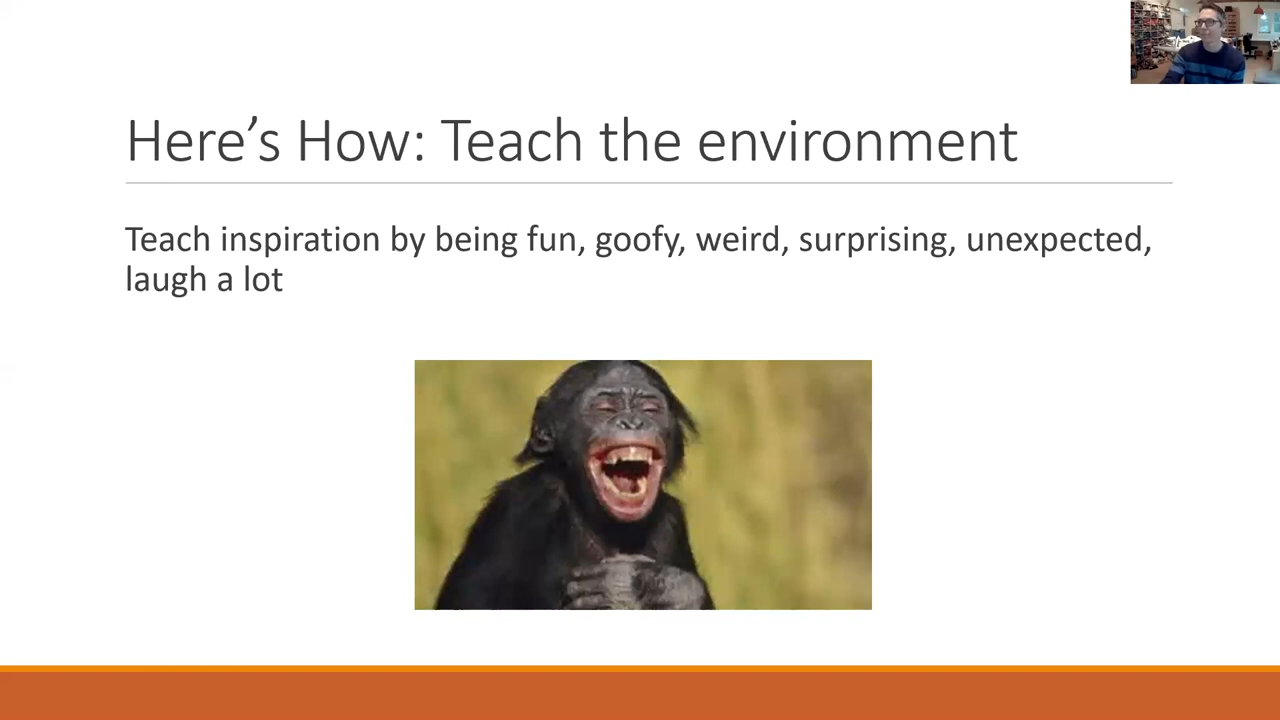 Here’s How: Teach the environment
Teach inspiration by being fun, goofy, weird, surprising, unexpected,
laugh a lot